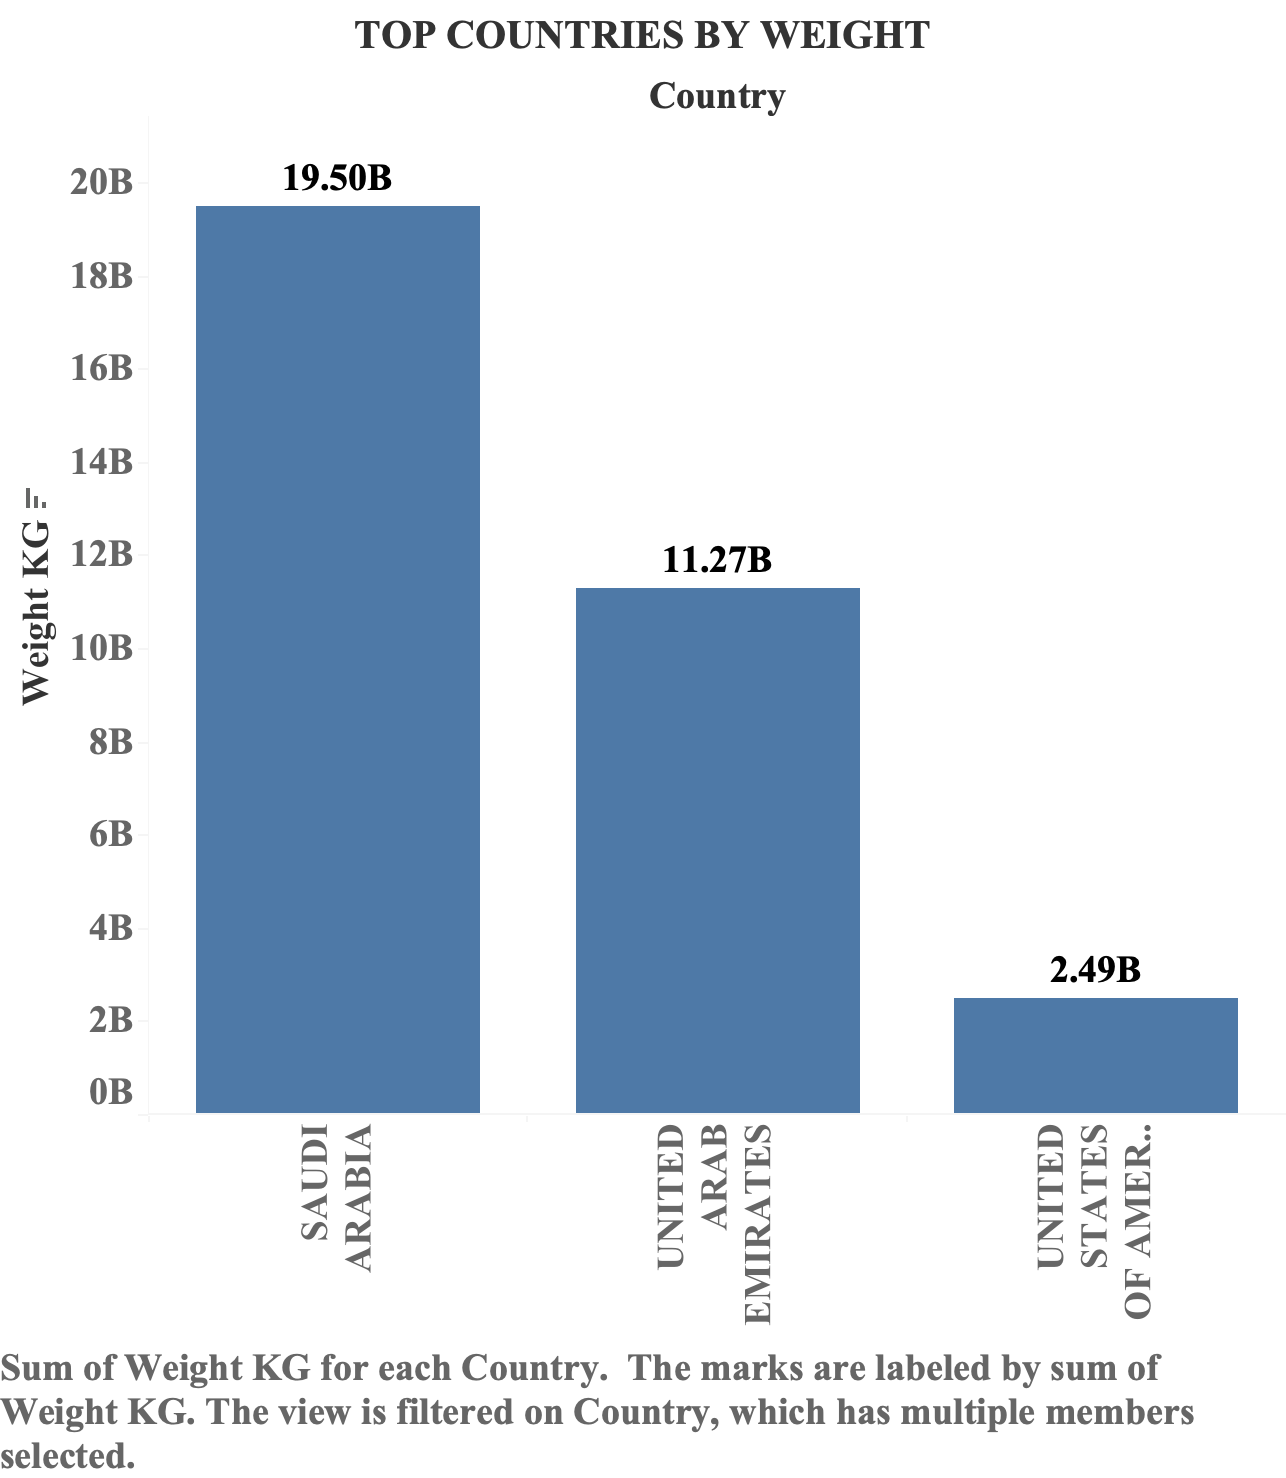 TOP COUNTRIES BY WEIGHT
Country
Weight KG
20B
18B
16B
14B
12B
10B
8B
6B
4B
2B
0B
19.50B
11.27B
2.49B
SAUDI
ARABIA
UNITED
ARAB
EMIRATES
UNITED
STATES
OF AMER..
Sum of Weight KG for each Country.  The marks are labeled by sum of
Weight KG. The view is filtered on Country, which has multiple members
selected.